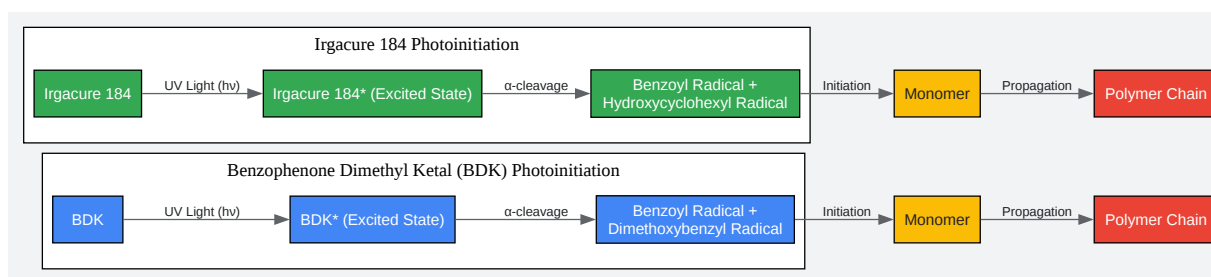 Irgacure 184 Photoinitiation
Irgacure 184
UV Light (hν)
Irgacure 184* (Excited State)
α-cleavage
Benzoyl Radical +
Hydroxycyclohexyl Radical
Initiation
Monomer
Propagation
Polymer Chain
Benzophenone Dimethyl Ketal (BDK) Photoinitiation
BDK
UV Light (hν)
BDK* (Excited State)
α-cleavage
Benzoyl Radical +
Dimethoxybenzyl Radical
Initiation
Monomer
Propagation
Polymer Chain